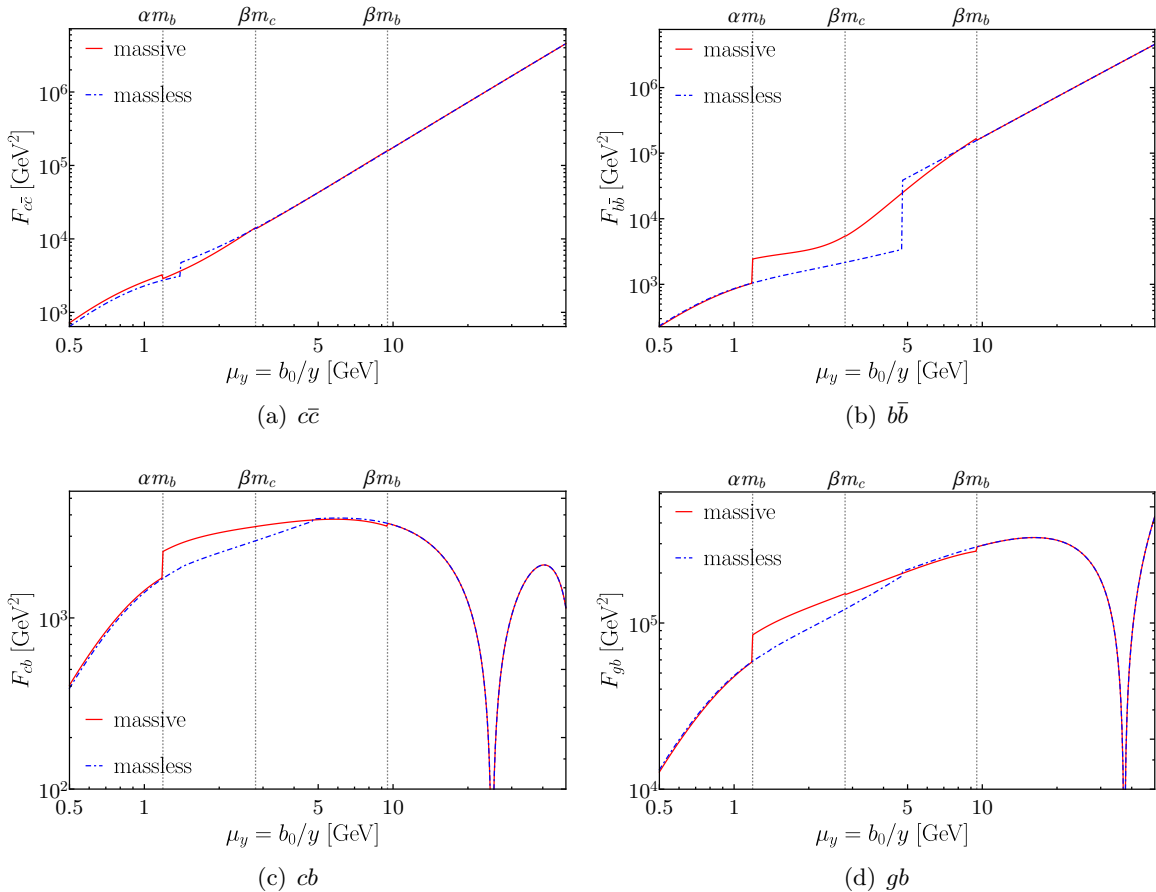 αm_b βm_c βm_b
massive
massless
F_{cc̄} [GeV²]
10⁶
10⁵
10⁴
10³
0.5 1 5 10
μ_y = b₀/y [GeV]
(a) cc̄
αm_b βm_c βm_b
massive
massless
F_{bb̄} [GeV²]
10⁶
10⁵
10⁴
10³
0.5 1 5 10
μ_y = b₀/y [GeV]
(b) bb̄
αm_b βm_c βm_b
F_{cb} [GeV²]
10³
10²
massive
massless
0.5 1 5 10
μ_y = b₀/y [GeV]
(c) cb
αm_b βm_c βm_b
massive
massless
F_{gb} [GeV²]
10⁵
10⁴
0.5 1 5 10
μ_y = b₀/y [GeV]
(d) gb